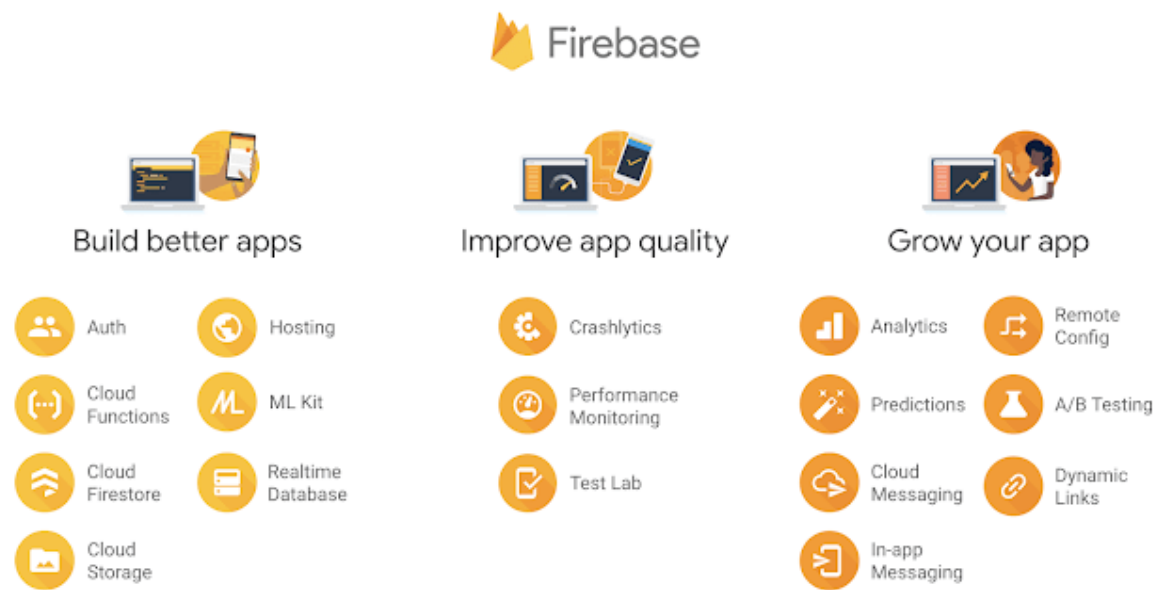 Firebase
Build better apps
Auth
Hosting
Cloud
Functions
ML Kit
Cloud
Firestore
Realtime
Database
Cloud
Storage
Improve app quality
Crashlytics
Performance
Monitoring
Test Lab
Grow your app
Analytics
Remote
Config
Predictions
A/B Testing
Cloud
Messaging
Dynamic
Links
In-app
Messaging